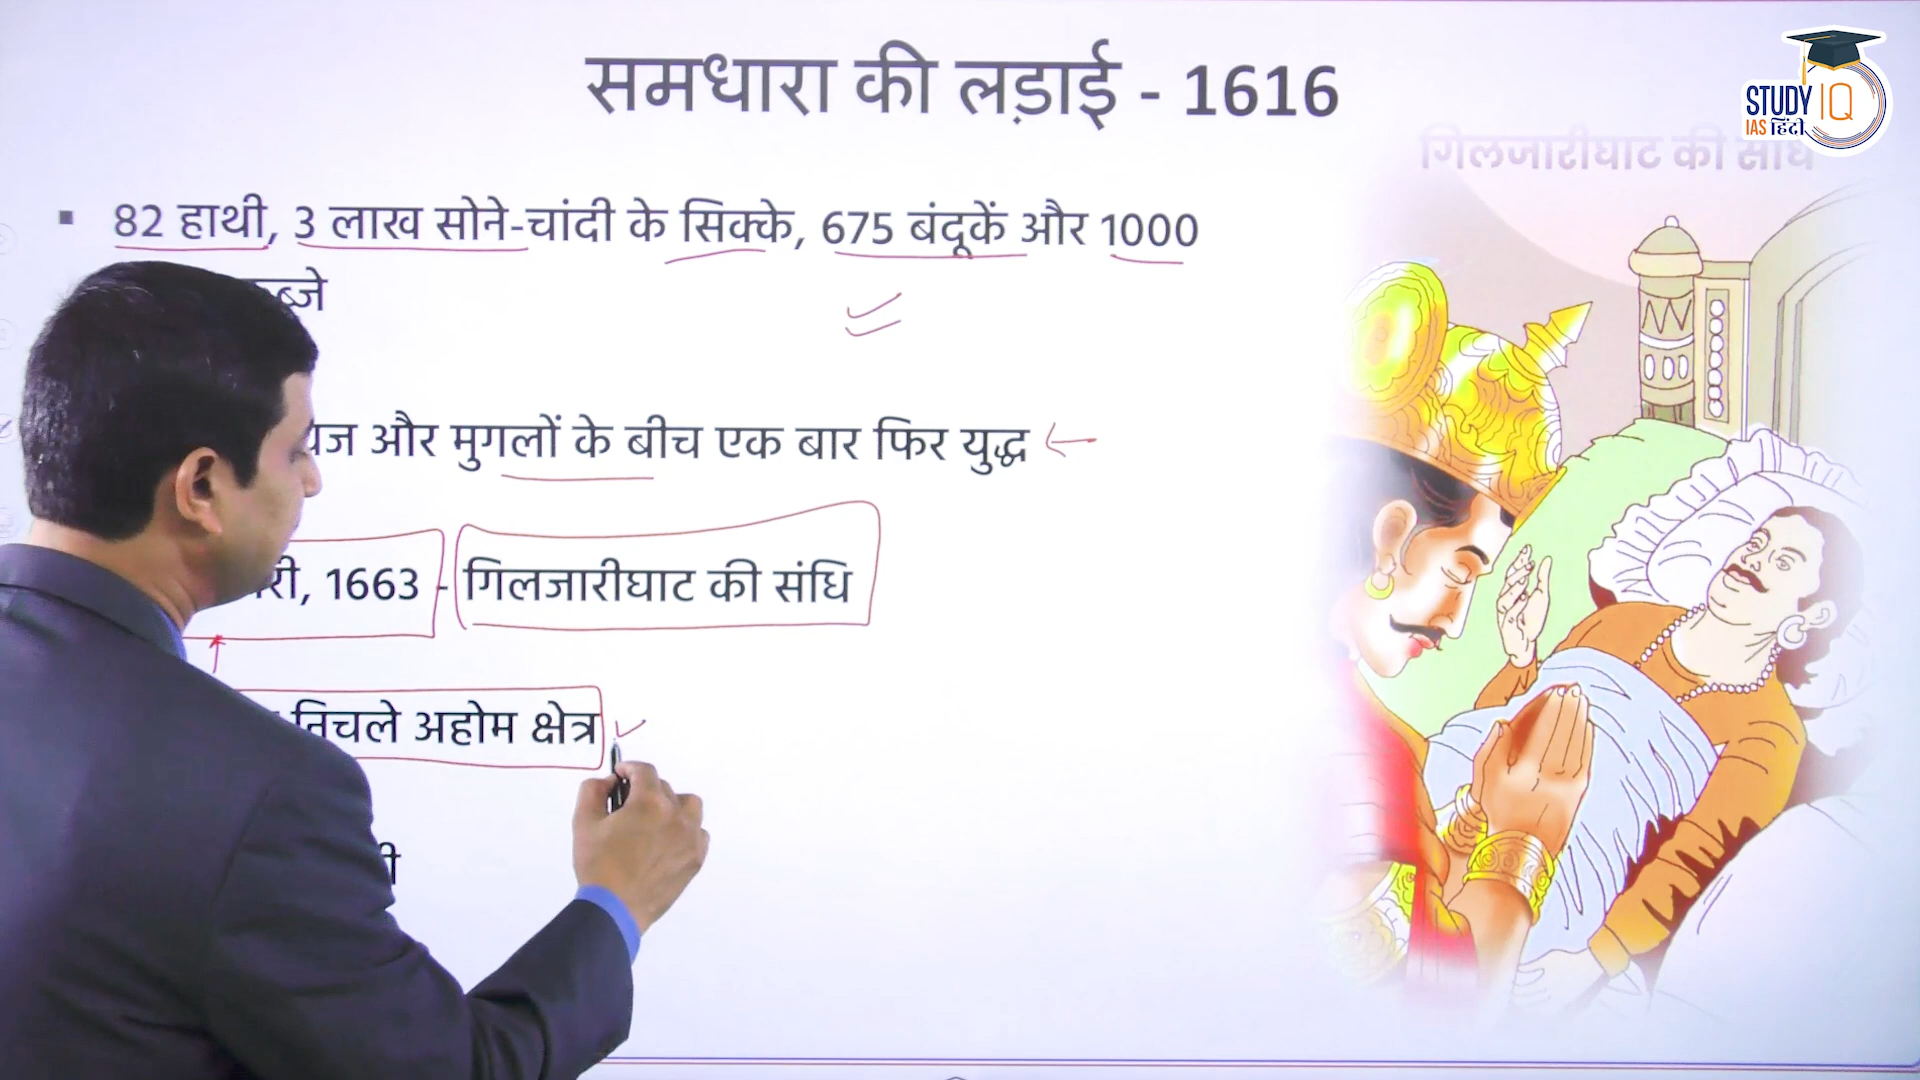 समधारा की लड़ाई - 1616
STUDY IQ
IAS हिंदी
गिलजारीघाट की संधि
82 हाथी, 3 लाख सोने-चांदी के सिक्के, 675 बंदूकें और 1000
और मुगलों के बीच एक बार फिर युद्ध
1663 - गिलजारीघाट की संधि
निचले अहोम क्षेत्र